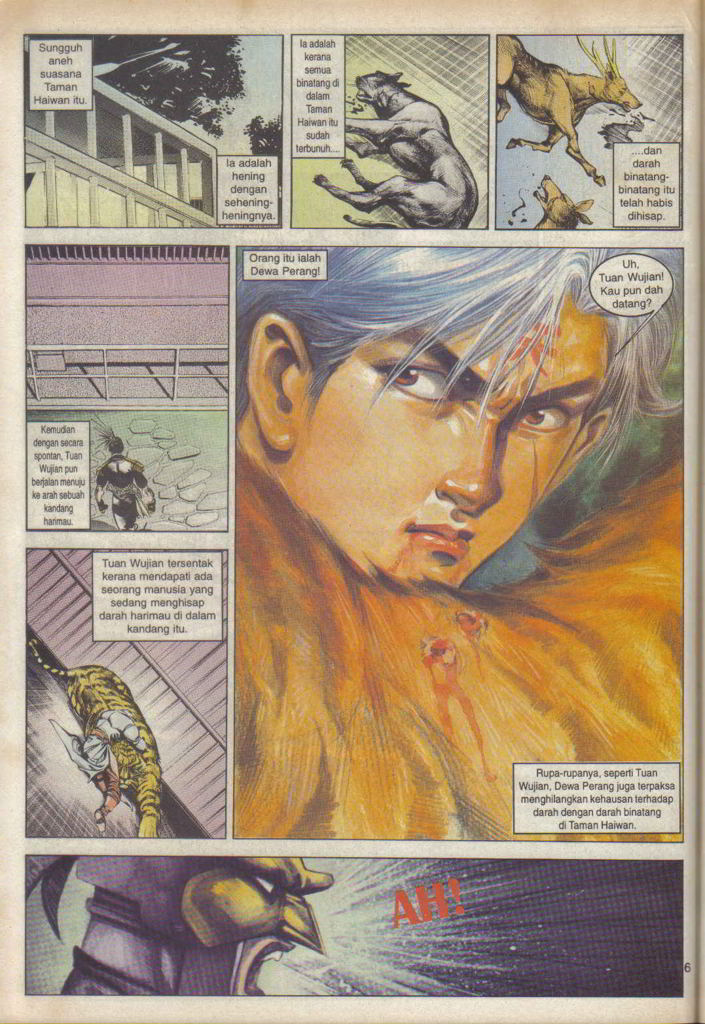 Sungguh
aneh
suasana
Taman
Haiwan itu.
Ia adalah
hening
dengan
sehening-
heningnya.
Ia adalah
kerana
semua
binatang di
dalam
Taman
Haiwan itu
sudah
terbunuh...
....dan
darah
binatang-
binatang itu
telah habis
dihisap.
Kemudian
dengan secara
spontan, Tuan
Wujian pun
berjalan menuju
ke arah sebuah
kandang
harimau.
Tuan Wujian tersentak
kerana mendapati ada
seorang manusia yang
sedang menghisap
darah harimau di dalam
kandang itu.
Orang itu ialah
Dewa Perang!
Uh,
Tuan Wujian!
Kau pun dah
datang?
Rupa-rupanya, seperti Tuan
Wujian, Dewa Perang juga terpaksa
menghilangkan kehausan terhadap
darah dengan darah binatang
di Taman Haiwan.
AH!
6